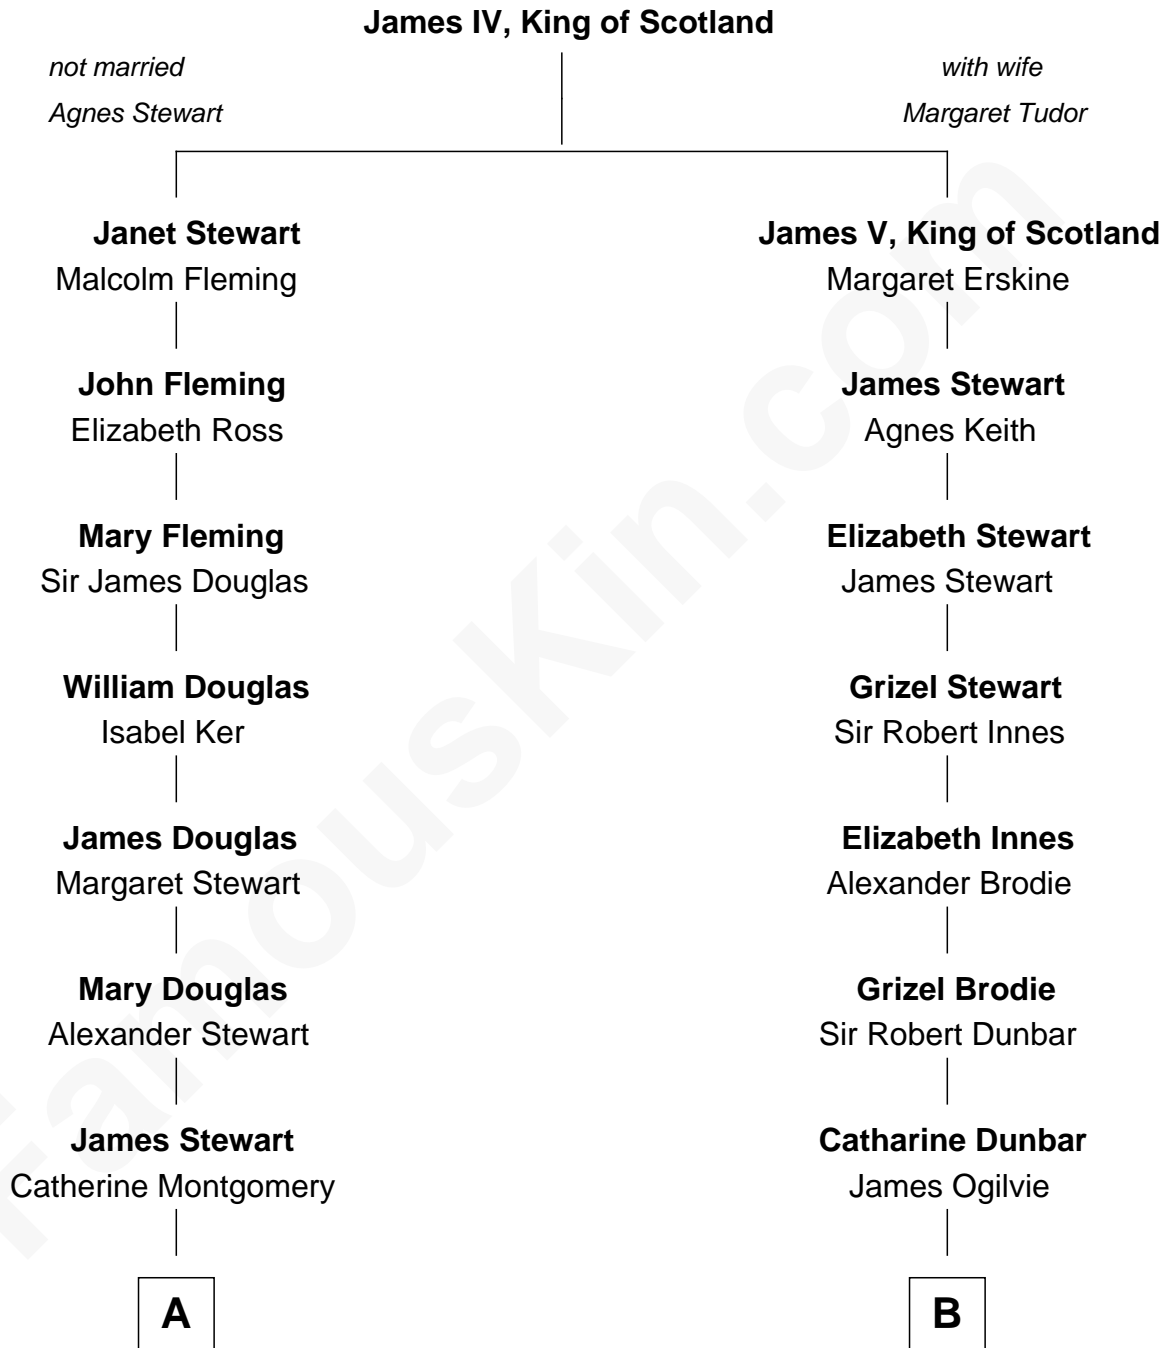 James IV, King of Scotland
not married
Agnes Stewart
with wife
Margaret Tudor
Janet Stewart
Malcolm Fleming
James V, King of Scotland
Margaret Erskine
John Fleming
Elizabeth Ross
James Stewart
Agnes Keith
Mary Fleming
Sir James Douglas
Elizabeth Stewart
James Stewart
William Douglas
Isabel Ker
Grizel Stewart
Sir Robert Innes
James Douglas
Margaret Stewart
Elizabeth Innes
Alexander Brodie
Mary Douglas
Alexander Stewart
Grizel Brodie
Sir Robert Dunbar
James Stewart
Catherine Montgomery
Catharine Dunbar
James Ogilvie
A
B
FamousKin.com